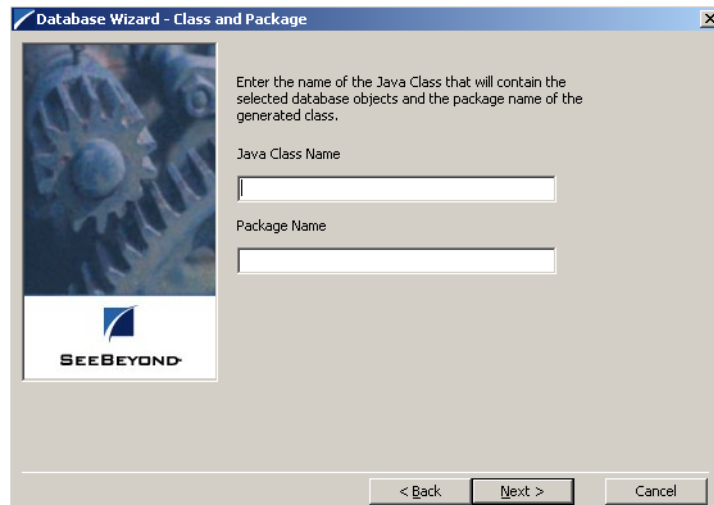 Database Wizard - Class and Package
Enter the name of the Java Class that will contain the
selected database objects and the package name of the
generated class.
Java Class Name
Package Name
SEEBEYOND
< Back
Next >
Cancel